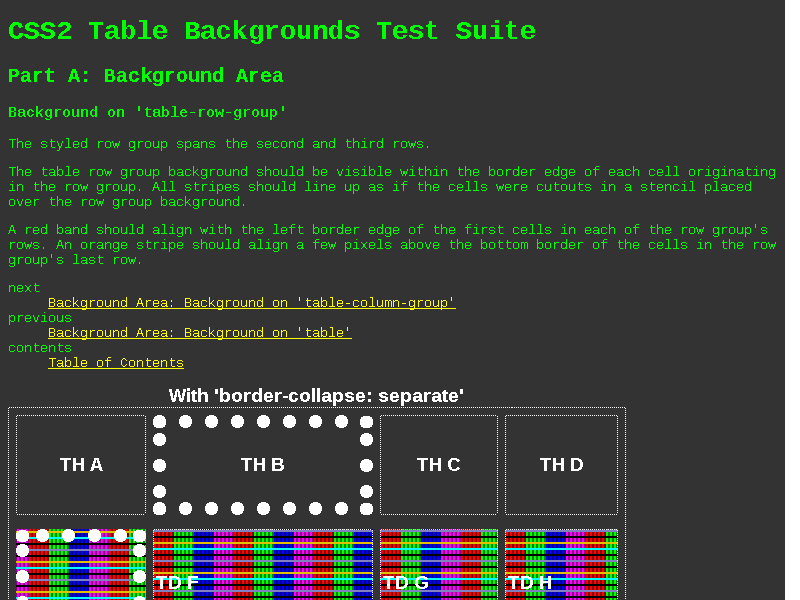 CSS2 Table Backgrounds Test Suite
Part A: Background Area
Background on 'table-row-group'
The styled row group spans the second and third rows.
The table row group background should be visible within the border edge of each cell originating
in the row group. All stripes should line up as if the cells were cutouts in a stencil placed
over the row group background.
A red band should align with the left border edge of the first cells in each of the row group's
rows. An orange stripe should align a few pixels above the bottom border of the cells in the row
group's last row.
next
Background Area: Background on 'table-column-group'
previous
Background Area: Background on 'table'
contents
Table of Contents
With 'border-collapse: separate'
TH A TH B TH C TH D
TD F TD G TD H